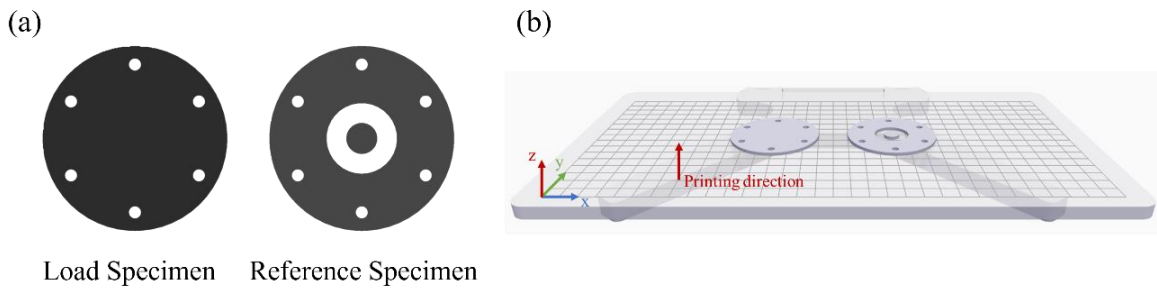 (a)
(b)
Load Specimen
Reference Specimen
z
y
x
Printing direction